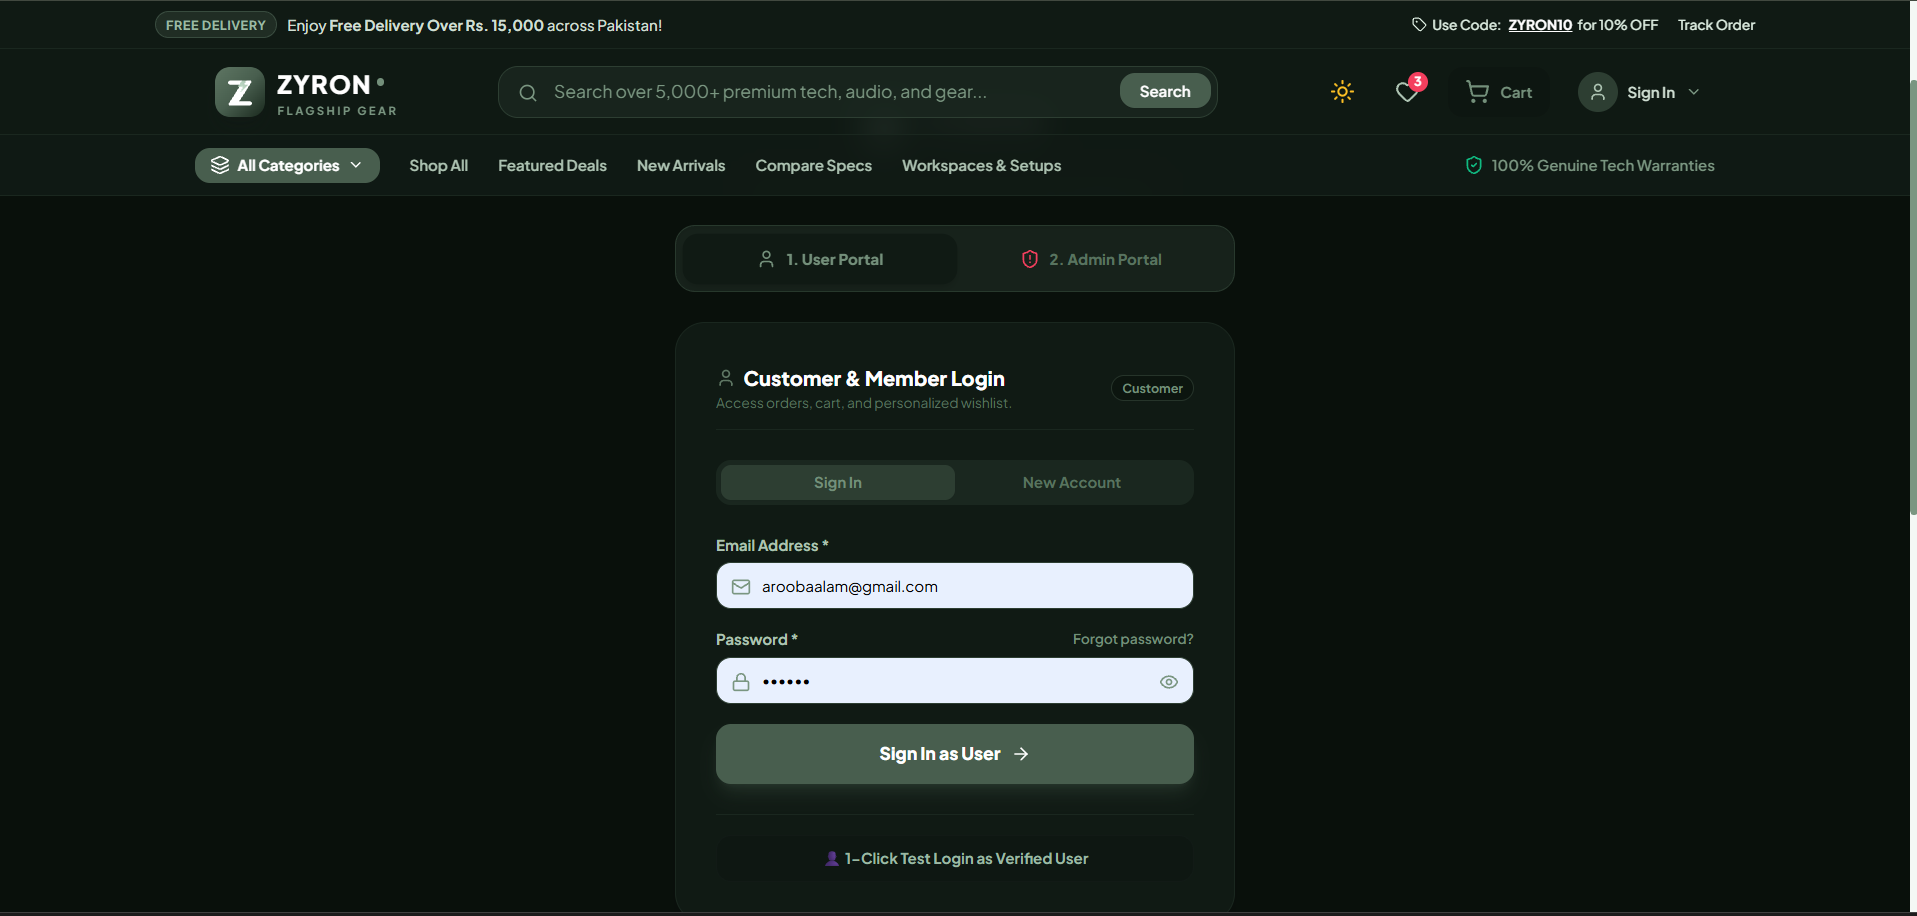 FREE DELIVERY Enjoy Free Delivery Over Rs. 15,000 across Pakistan! Use Code: ZYRON10 for 10% OFF Track Order
ZYRON
FLAGSHIP GEAR
Search over 5,000+ premium tech, audio, and gear... Search 3 Cart Sign In
All Categories Shop All Featured Deals New Arrivals Compare Specs Workspaces & Setups 100% Genuine Tech Warranties
1. User Portal 2. Admin Portal
Customer & Member Login
Access orders, cart, and personalized wishlist.
Customer
Sign In New Account
Email Address *
aroobaalam@gmail.com
Password * Forgot password?
••••••
Sign In as User →
1-Click Test Login as Verified User